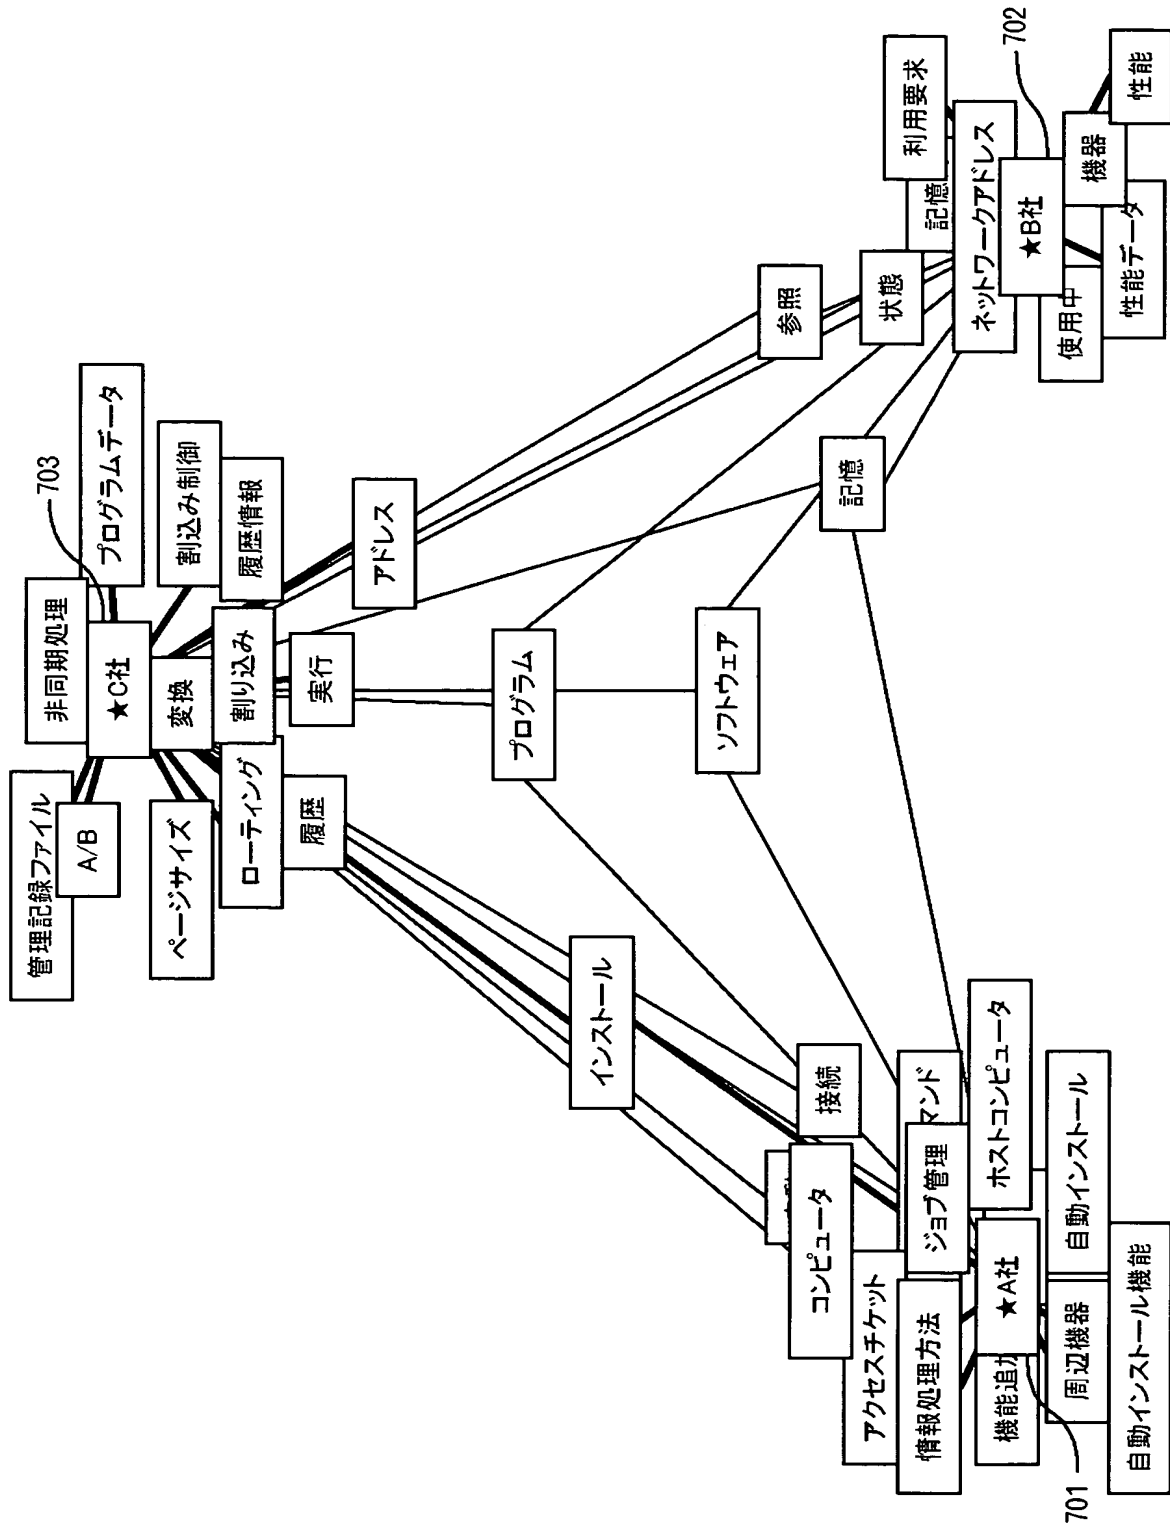 管理記録ファイル
A/B
非同期処理
703
★C社
プログラムデータ
変換
ページサイズ
割込み制御
割り込み
ローティング
履歴情報
履歴
実行
アドレス
プログラム
インストール
ソフトウェア
参照
記憶
状態
接続
コンピュータ
利用要求
記憶
ネットワークアドレス
702
★B社
機器
使用中
性能
性能データ
アクセスチケット
マンド
ジョブ管理
情報処理方法
ホストコンピュータ
★A社
機能追加
701
周辺機器
自動インストール
自動インストール機能